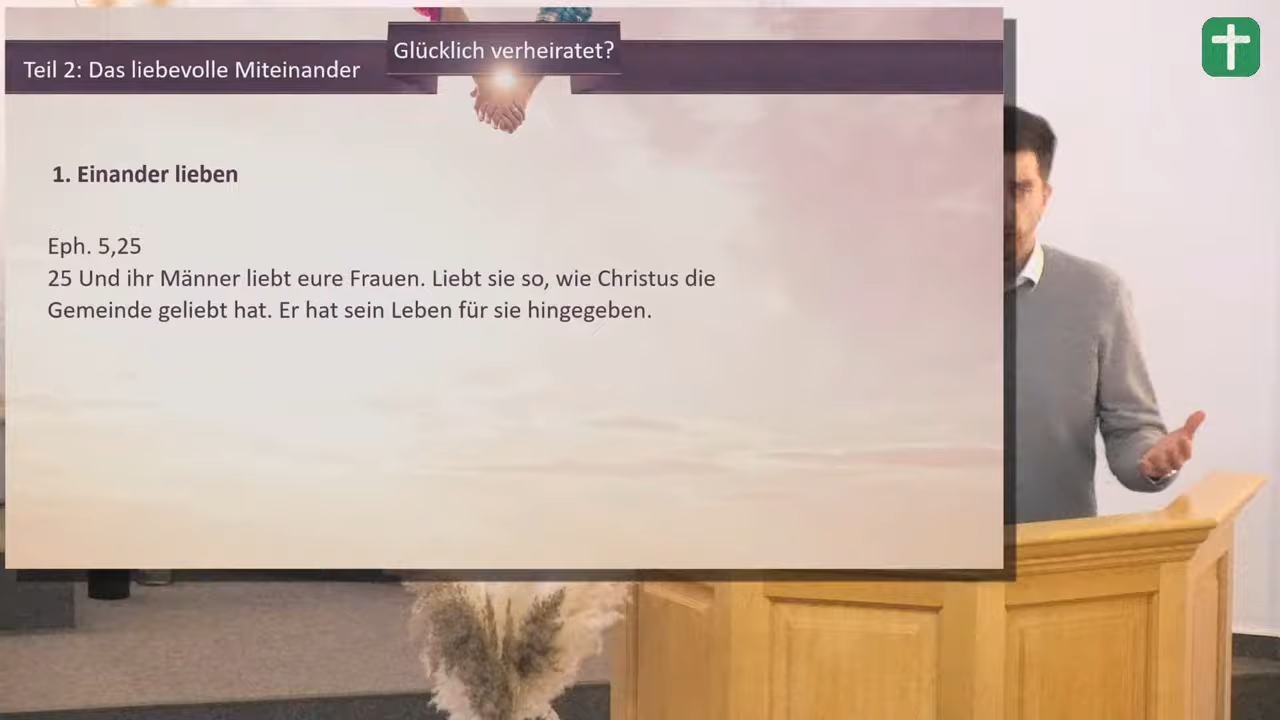 Glücklich verheiratet?
Teil 2: Das liebevolle Miteinander
1. Einander lieben
Eph. 5,25
25 Und ihr Männer liebt eure Frauen. Liebt sie so, wie Christus die
Gemeinde geliebt hat. Er hat sein Leben für sie hingegeben.